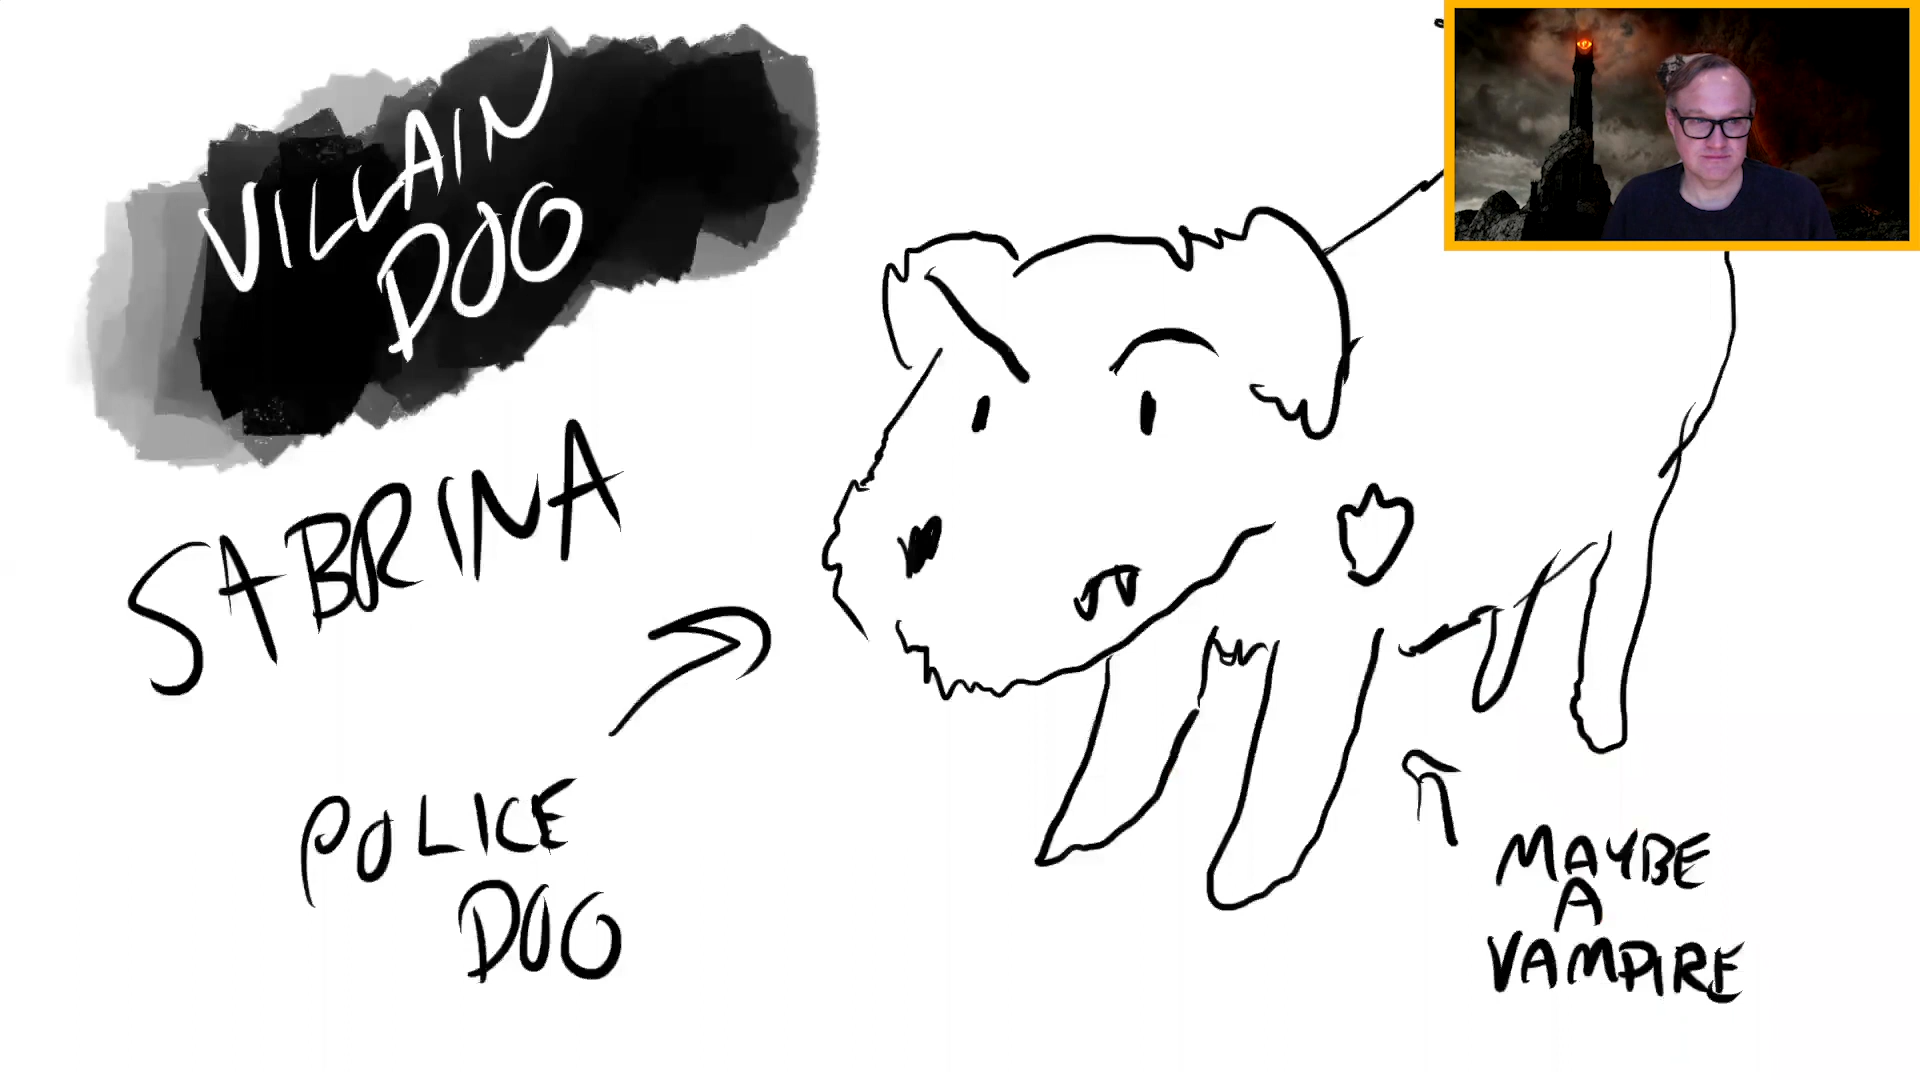 VILLAIN
DOG
SABRINA
POLICE
DOG
MAYBE
A
VAMPIRE